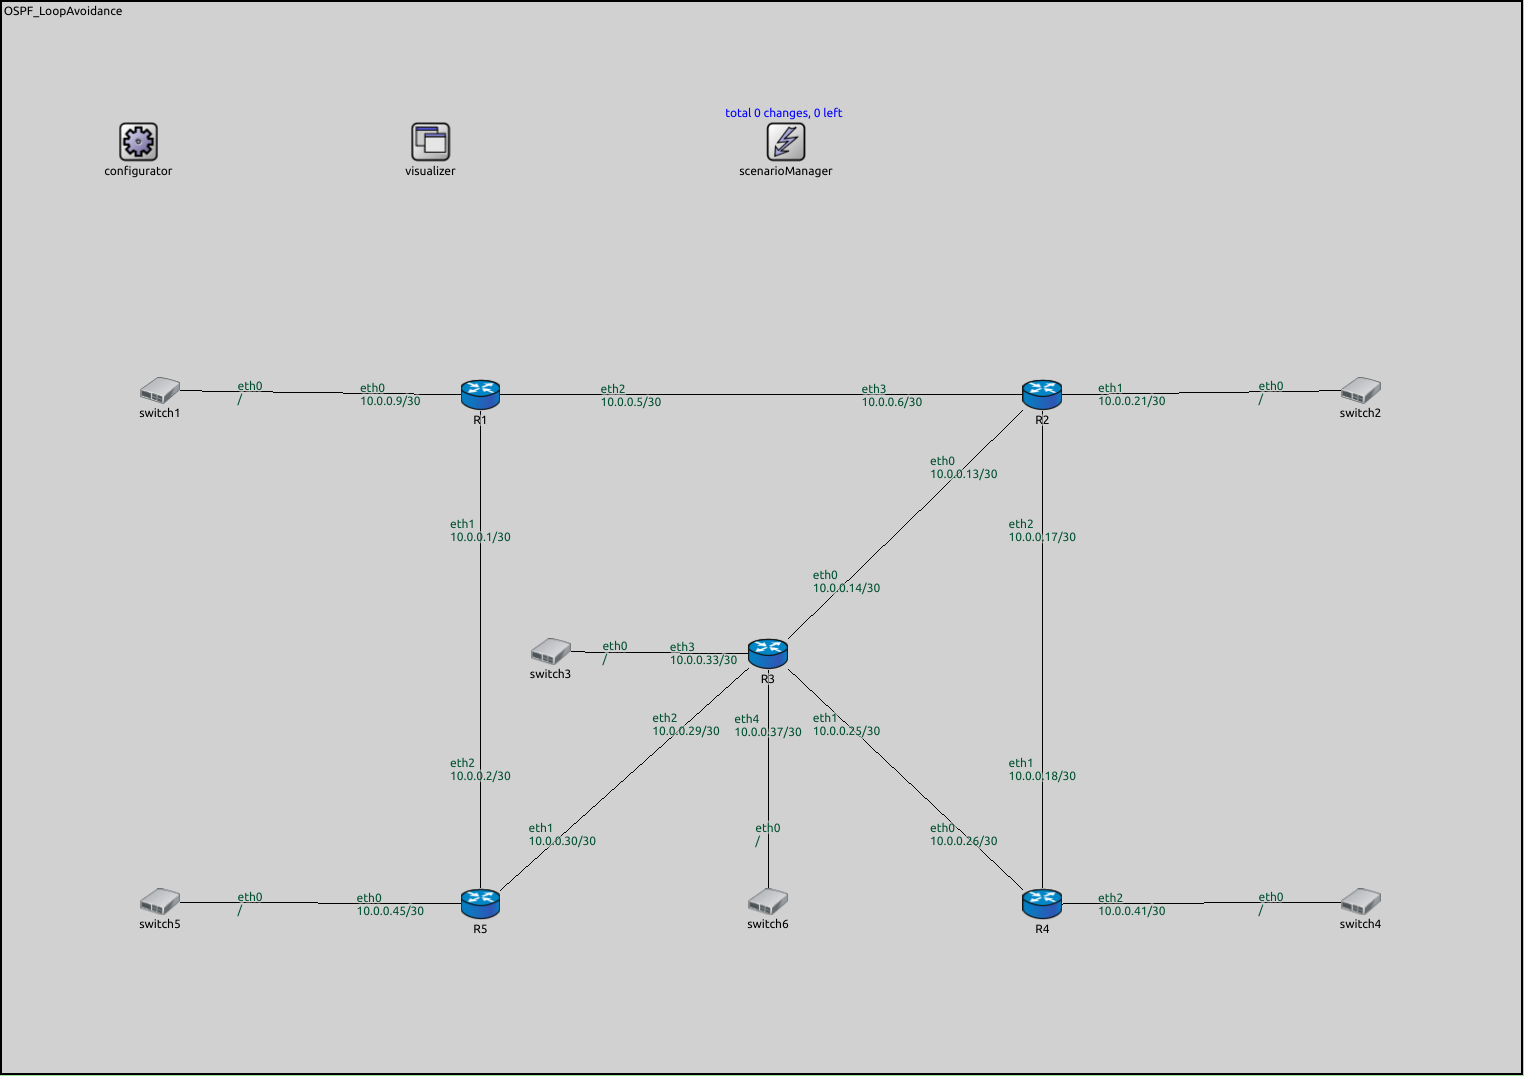 OSPF_LoopAvoidance
total 0 changes, 0 left
configurator
visualizer
scenarioManager
eth0
/
switch1
eth0
10.0.0.9/30
R1
eth2
10.0.0.5/30
eth3
10.0.0.6/30
R2
eth1
10.0.0.21/30
eth0
/
switch2
eth0
10.0.0.13/30
eth1
10.0.0.1/30
eth2
10.0.0.17/30
eth0
10.0.0.14/30
eth0
/
switch3
eth3
10.0.0.33/30
R3
eth2
10.0.0.29/30
eth4
10.0.0.37/30
eth1
10.0.0.25/30
eth2
10.0.0.2/30
eth1
10.0.0.18/30
eth1
10.0.0.30/30
eth0
/
eth0
10.0.0.26/30
eth0
/
switch5
eth0
10.0.0.45/30
R5
switch6
R4
eth2
10.0.0.41/30
eth0
/
switch4